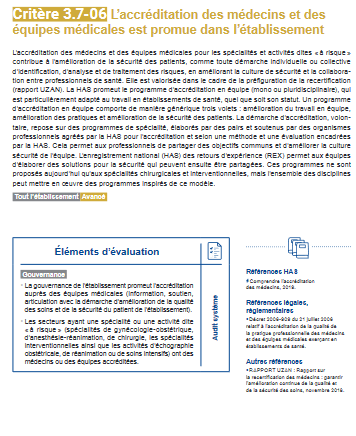 Critère 3.7-06 L'accréditation des médecins et des
équipes médicales est promue dans l'établissement
L'accréditation des médecins et des équipes médicales pour les spécialités et activités dites « à risque »
contribue à l'amélioration de la sécurité des patients, comme toute démarche individuelle ou collective
d'identification, d'analyse et de traitement des risques, en améliorant la culture de sécurité et la collabora-
tion entre professionnels de santé. Elle est valorisée dans le cadre de la préfiguration de la recertification
(rapport UZAN). La HAS promeut le programme d'accréditation en équipe (mono ou pluridisciplinaire), qui
est particulièrement adapté au travail en établissements de santé, quel que soit son statut. Un programme
d'accréditation en équipe comporte de manière générique trois volets : amélioration du travail en équipe,
amélioration des pratiques et amélioration de la sécurité des patients. La démarche d'accréditation, volon-
taire, repose sur des programmes de spécialité, élaborés par des pairs et soutenus par des organismes
professionnels agréés par la HAS pour l'accréditation et selon une méthode et une évaluation encadrées
par la HAS. Cela permet aux professionnels de partager des objectifs communs et d'améliorer la culture
sécurité de l'équipe. L'enregistrement national (HAS) des retours d'expérience (REX) permet aux équipes
d'élaborer des solutions pour la sécurité qui peuvent ensuite être partagées. Ces programmes ne sont
proposés aujourd'hui qu'aux spécialités chirurgicales et interventionnelles, mais l'ensemble des disciplines
peut mettre en œuvre des programmes inspirés de ce modèle.
Tout l'établissement Avancé
Éléments d'évaluation
Gouvernance
• La gouvernance de l'établissement promeut l'accréditation
auprès des équipes médicales (information, soutien,
articulation avec la démarche d'amélioration de la qualité
des soins et de la sécurité du patient de l'établissement).
• Les secteurs ayant une spécialité ou une activité dite
« à risque » (spécialités de gynécologie-obstétrique,
d'anesthésie-réanimation, de chirurgie, les spécialités
interventionnelles ainsi que les activités d'échographie
obstétricale, de réanimation ou de soins intensifs) ont des
médecins ou des équipes accréditées.
Audit système
Références HAS
Comprendre l'accréditation
des médecins, 2019.
Références légales,
réglementaires
• Décret 2006-909 du 21 juillet 2006
relatif à l'accréditation de la qualité de
la pratique professionnelle des médecins
et des équipes médicales exerçant en
établissements de santé.
Autres références
• RAPPORT UZAN : Rapport sur
la recertification des médecins : garantir
l'amélioration continue de la qualité et
de la sécurité des soins, novembre 2018.